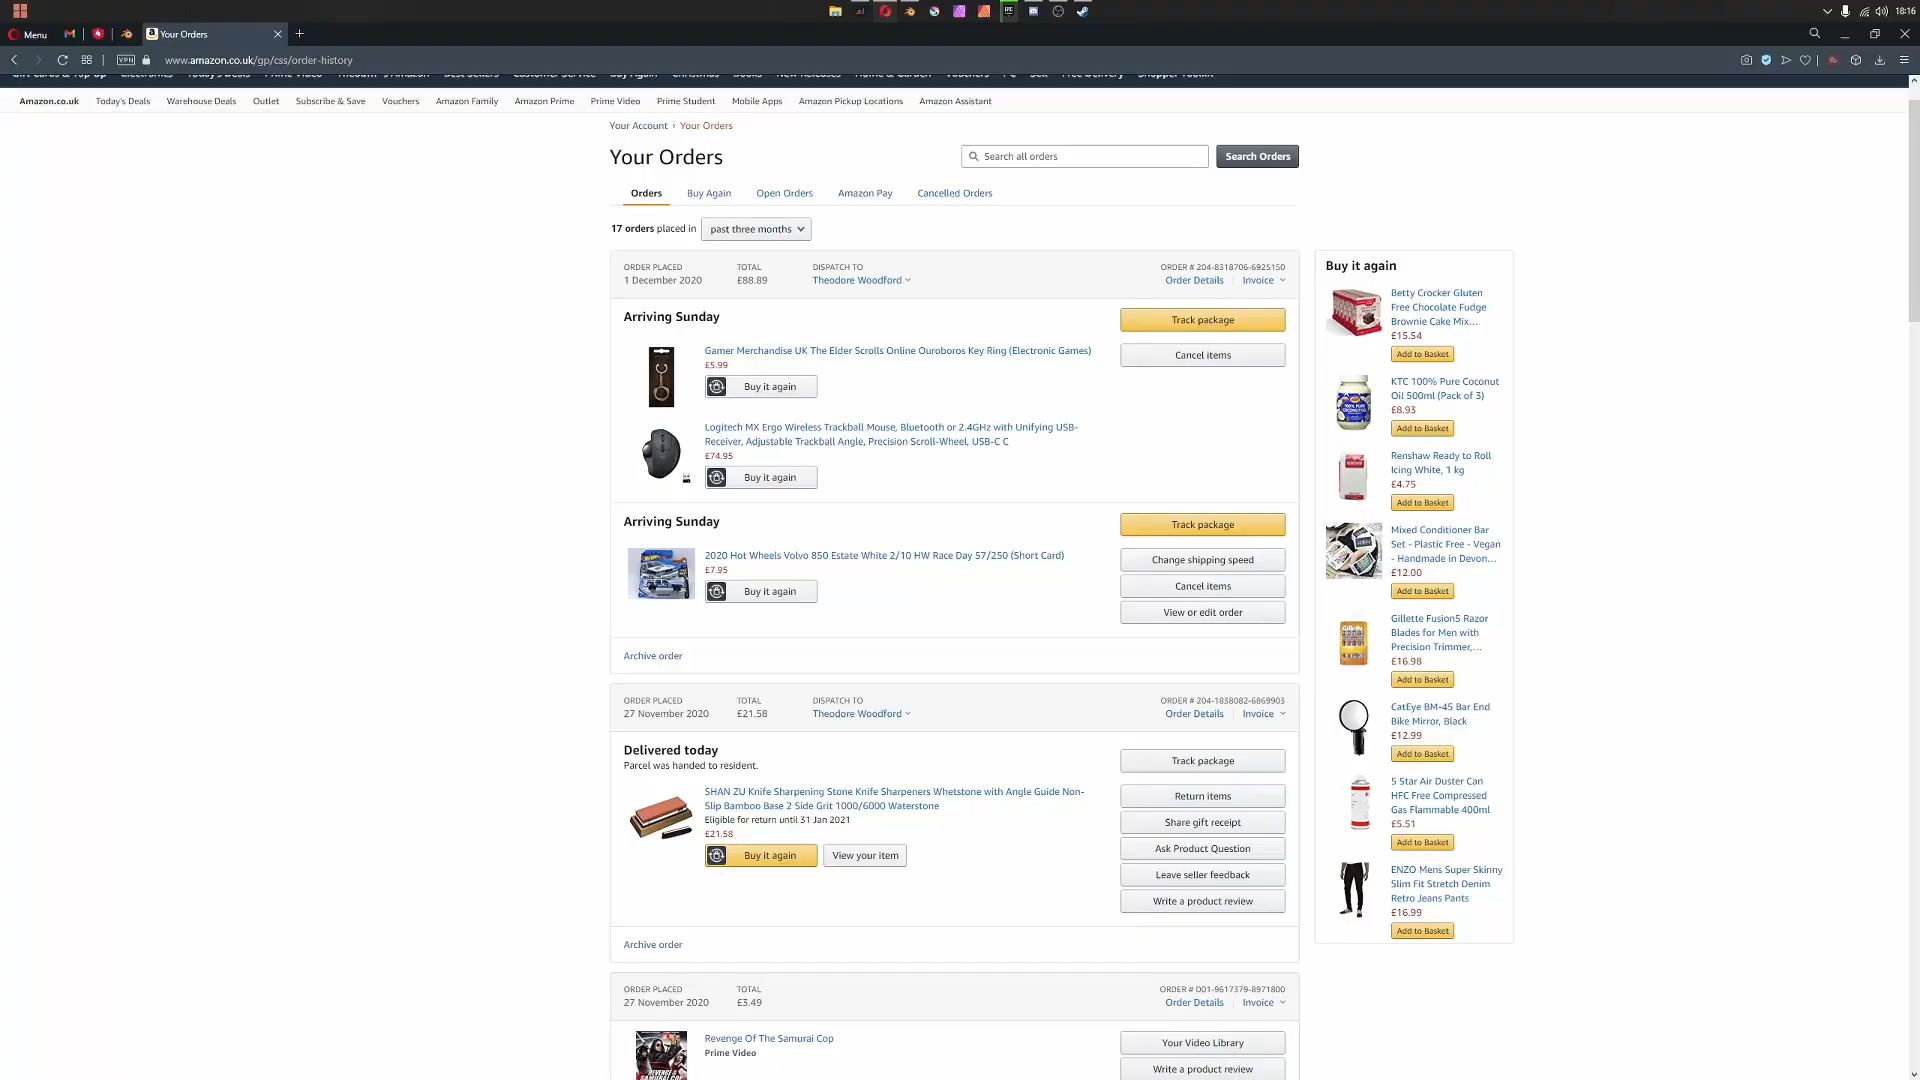 18:16
Menu
Your Orders
VPN
www.amazon.co.uk/gp/css/order-history
Amazon.co.uk
Today's Deals
Warehouse Deals
Outlet
Subscribe & Save
Vouchers
Amazon Family
Amazon Prime
Prime Video
Prime Student
Mobile Apps
Amazon Pickup Locations
Amazon Assistant
Your Account › Your Orders
Your Orders
Search all orders
Search Orders
Orders
Buy Again
Open Orders
Amazon Pay
Cancelled Orders
17 orders placed in past three months
ORDER PLACED
1 December 2020
TOTAL
£88.89
DISPATCH TO
Theodore Woodford
ORDER # 204-8318706-6925150
Order Details
Invoice
Arriving Sunday
Gamer Merchandise UK The Elder Scrolls Online Ouroboros Key Ring (Electronic Games)
£5.99
Buy it again
Logitech MX Ergo Wireless Trackball Mouse, Bluetooth or 2.4GHz with Unifying USB-
Receiver, Adjustable Trackball Angle, Precision Scroll-Wheel, USB-C C
£74.95
Buy it again
Track package
Cancel items
Arriving Sunday
2020 Hot Wheels Volvo 850 Estate White 2/10 HW Race Day 57/250 (Short Card)
£7.95
Buy it again
Track package
Change shipping speed
Cancel items
View or edit order
Archive order
ORDER PLACED
27 November 2020
TOTAL
£21.58
DISPATCH TO
Theodore Woodford
ORDER # 204-1838082-6869903
Order Details
Invoice
Delivered today
Parcel was handed to resident.
SHAN ZU Knife Sharpening Stone Knife Sharpeners Whetstone with Angle Guide Non-
Slip Bamboo Base 2 Side Grit 1000/6000 Waterstone
Eligible for return until 31 Jan 2021
£21.58
Buy it again
View your item
Track package
Return items
Share gift receipt
Ask Product Question
Leave seller feedback
Write a product review
Archive order
ORDER PLACED
27 November 2020
TOTAL
£3.49
ORDER # D01-9617379-8971800
Order Details
Invoice
Revenge Of The Samurai Cop
Prime Video
Your Video Library
Write a product review
Buy it again
Betty Crocker Gluten
Free Chocolate Fudge
Brownie Cake Mix...
£15.54
Add to Basket
KTC 100% Pure Coconut
Oil 500ml (Pack of 3)
£8.93
Add to Basket
Renshaw Ready to Roll
Icing White, 1 kg
£4.75
Add to Basket
Mixed Conditioner Bar
Set - Plastic Free - Vegan
- Handmade in Devon...
£12.00
Add to Basket
Gillette Fusion5 Razor
Blades for Men with
Precision Trimmer,...
£16.98
Add to Basket
CatEye BM-45 Bar End
Bike Mirror, Black
£12.99
Add to Basket
5 Star Air Duster Can
HFC Free Compressed
Gas Flammable 400ml
£5.51
Add to Basket
ENZO Mens Super Skinny
Slim Fit Stretch Denim
Retro Jeans Pants
£16.99
Add to Basket